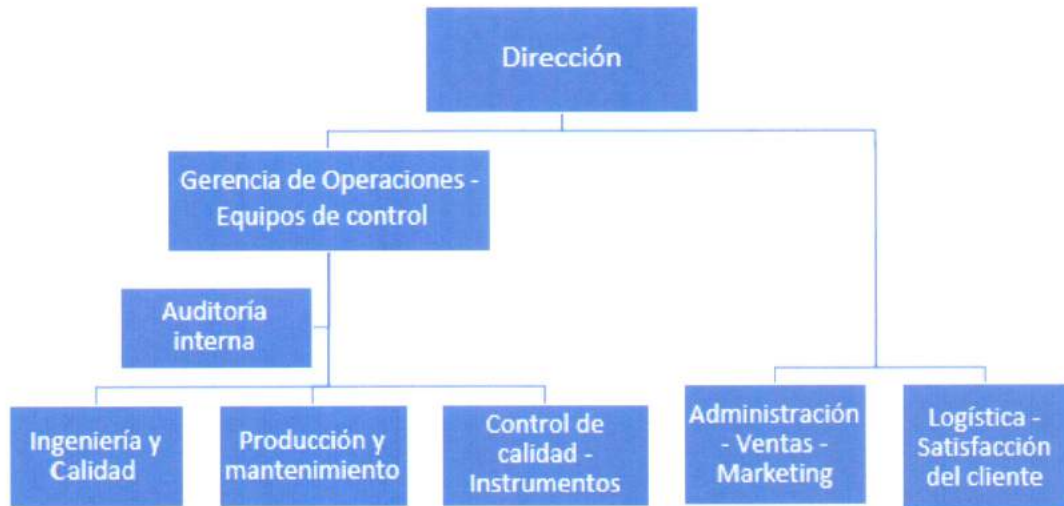 Dirección
Gerencia de Operaciones -
Equipos de control
Auditoría
interna
Ingeniería y
Calidad
Producción y
mantenimiento
Control de
calidad -
Instrumentos
Administración
- Ventas -
Marketing
Logística -
Satisfacción
del cliente